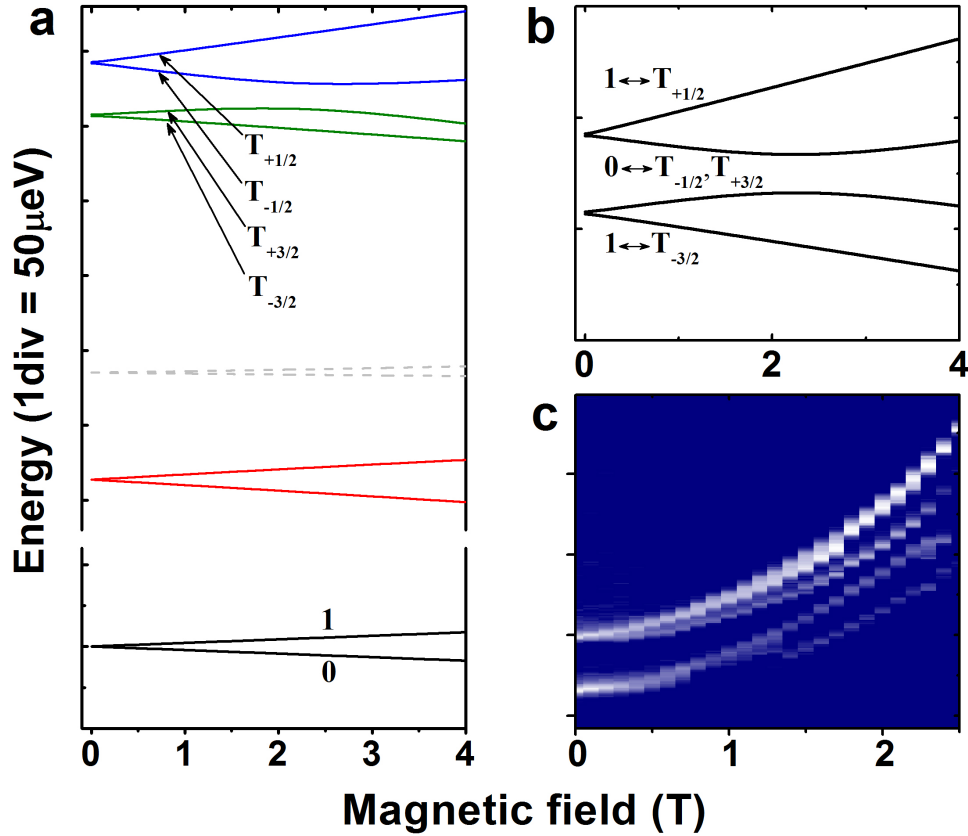 a
Energy (1div = 50μeV)
T+1/2
T-1/2
T+3/2
T-3/2
1
0
0 1 2 3 4
b
1↔T+1/2
0↔T-1/2,T+3/2
1↔T-3/2
0 2 4
c
0 1 2
Magnetic field (T)